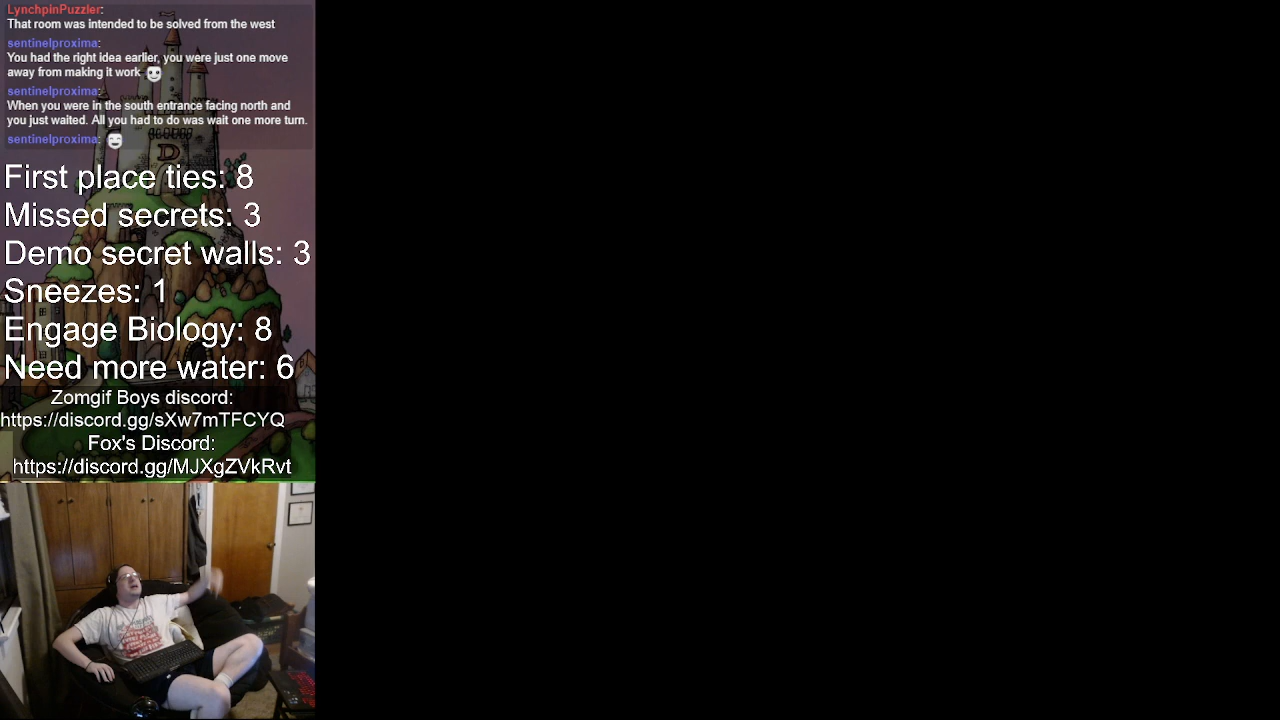 LynchpinPuzzler:
That room was intended to be solved from the west
sentinelproxima:
You had the right idea earlier, you were just one move
away from making it work
sentinelproxima:
When you were in the south entrance facing north and
you just waited. All you had to do was wait one more turn.
sentinelproxima:
D
First place ties: 8
Missed secrets: 3
Demo secret walls: 3
Sneezes: 1
Engage Biology: 8
Need more water: 6
Zomgif Boys discord:
https://discord.gg/sXw7mTFCYQ
Fox's Discord:
https://discord.gg/MJXgZVkRvt